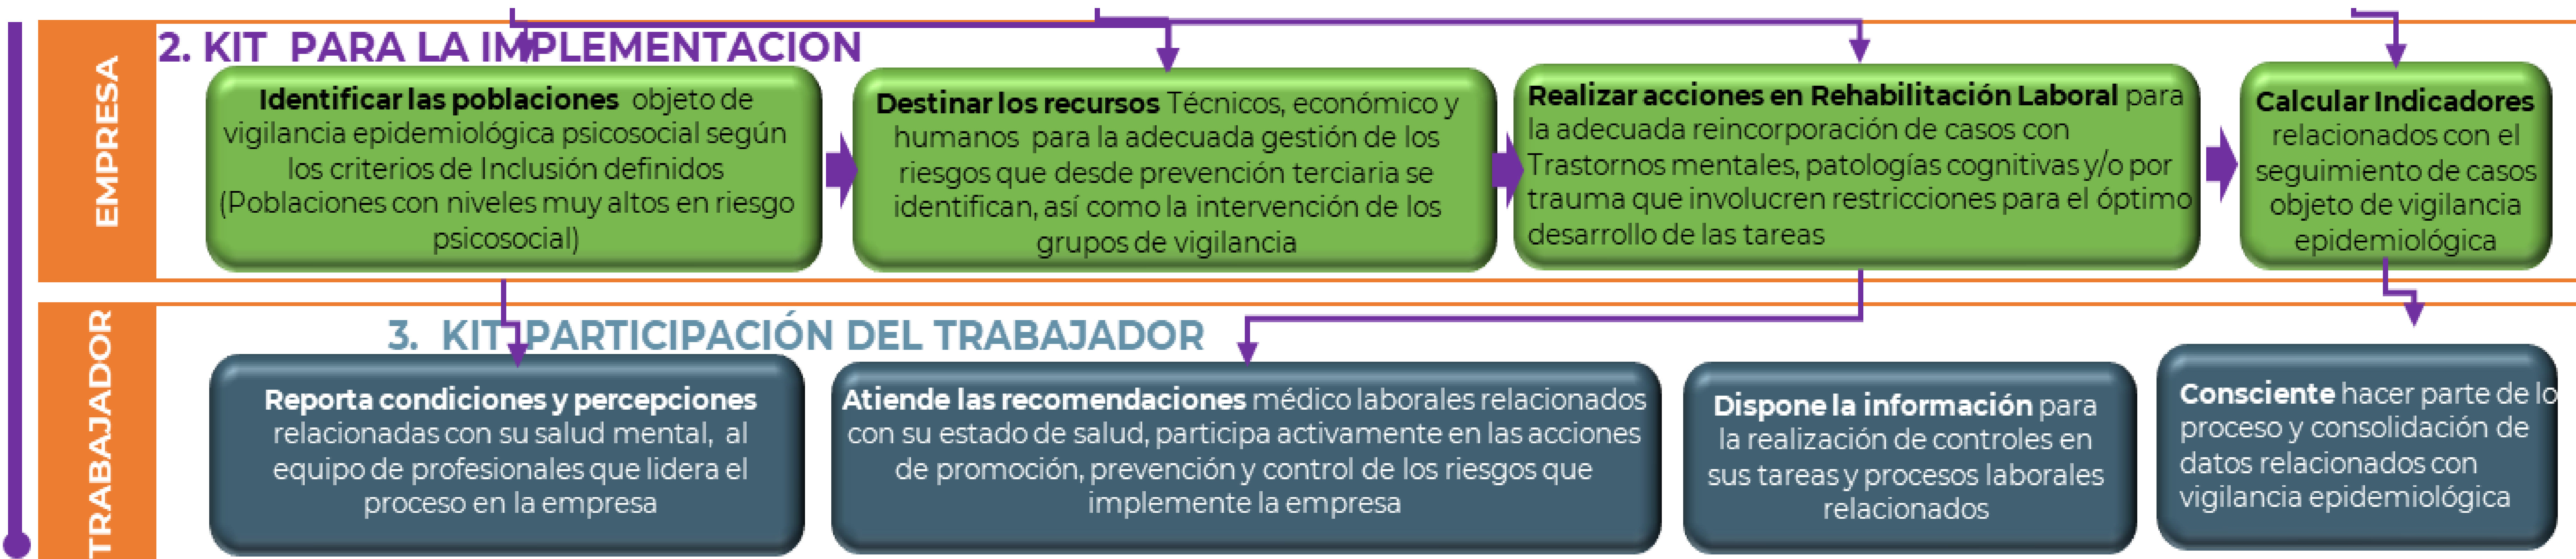 EMPRESA
2. KIT PARA LA IMPLEMENTACION
Identificar las poblaciones objeto de
vigilancia epidemiológica psicosocial según
los criterios de Inclusión definidos
(Poblaciones con niveles muy altos en riesgo
psicosocial)
Destinar los recursos Técnicos, económico y
humanos para la adecuada gestión de los
riesgos que desde prevención terciaria se
identifican, así como la intervención de los
grupos de vigilancia
Realizar acciones en Rehabilitación Laboral para
la adecuada reincorporación de casos con
Trastornos mentales, patologías cognitivas y/o por
trauma que involucren restricciones para el óptimo
desarrollo de las tareas
Calcular Indicadores
relacionados con el
seguimiento de casos
objeto de vigilancia
epidemiológica
TRABAJADOR
3. KIT PARTICIPACIÓN DEL TRABAJADOR
Reporta condiciones y percepciones
relacionadas con su salud mental, al
equipo de profesionales que lidera el
proceso en la empresa
Atiende las recomendaciones médico laborales relacionados
con su estado de salud, participa activamente en las acciones
de promoción, prevención y control de los riesgos que
implemente la empresa
Dispone la información para
la realización de controles en
sus tareas y procesos laborales
relacionados
Consciente hacer parte de lo
proceso y consolidación de
datos relacionados con
vigilancia epidemiológica